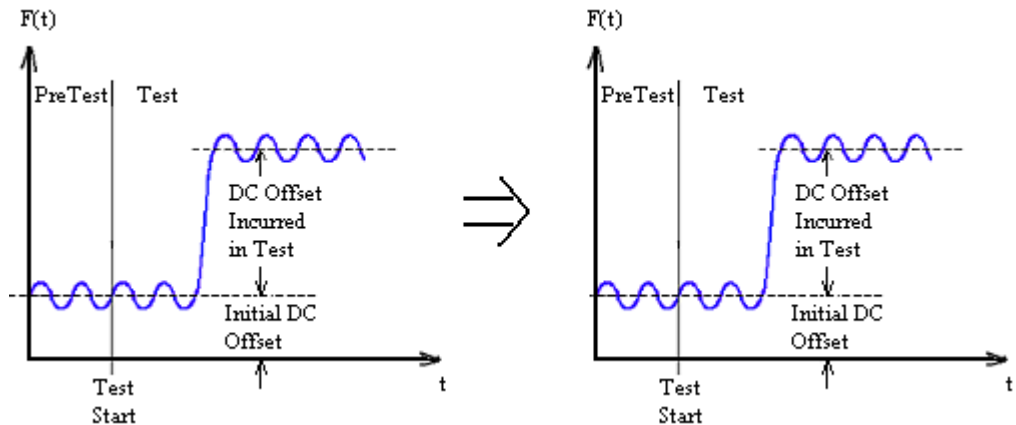 F(t)
PreTest
Test
DC Offset
Incurred
in Test
Initial DC
Offset
t
Test
Start
F(t)
PreTest
Test
DC Offset
Incurred
in Test
Initial DC
Offset
t
Test
Start